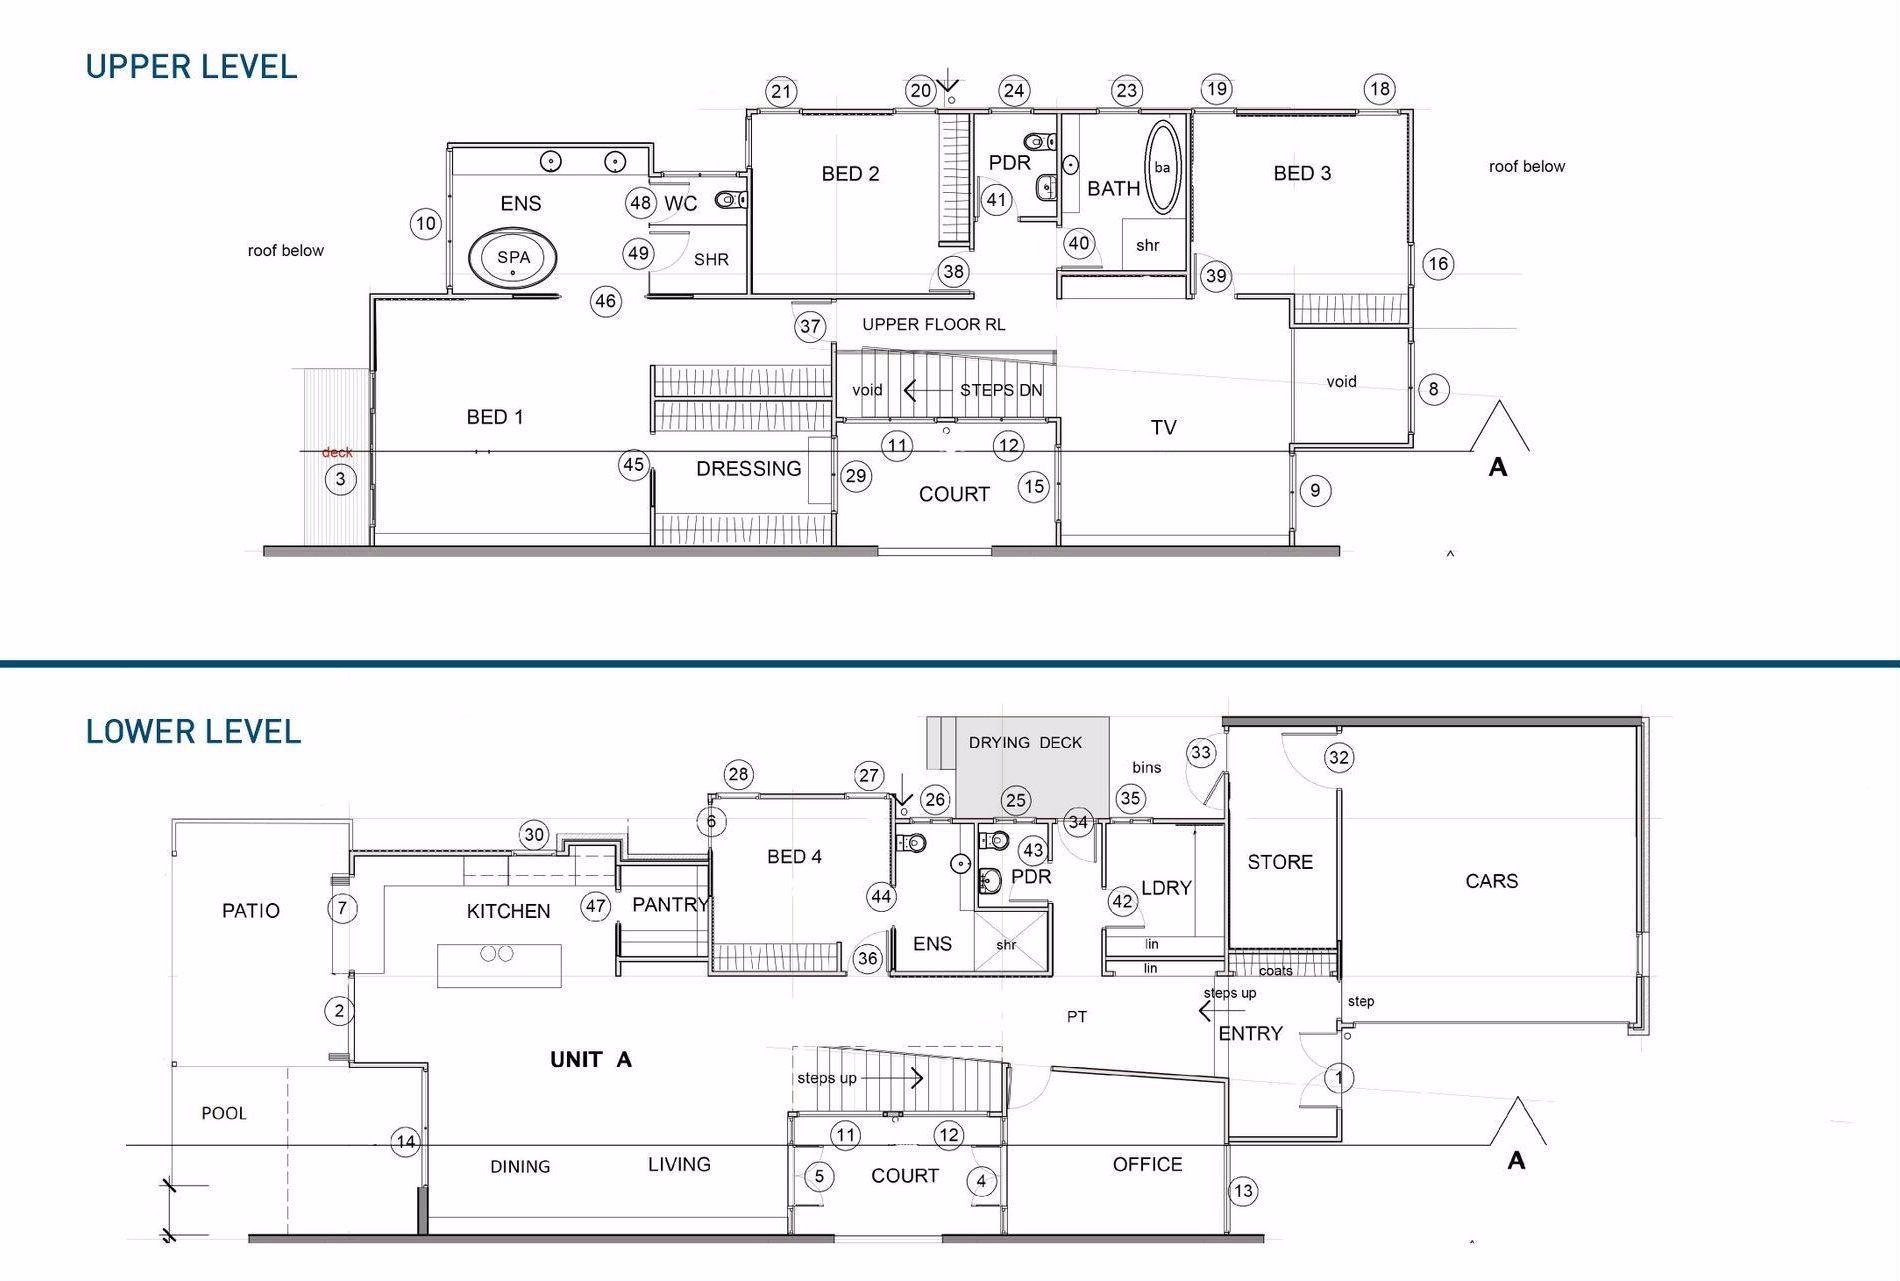 UPPER LEVEL
21 20 24 23 19 18
BED 2 PDR BATH ba BED 3 roof below
ENS 48 WC 41
10 49 SHR 40 shr
roof below SPA 38 39 16
46 37 UPPER FLOOR RL
void STEPS DN void 8
BED 1 TV
deck 11 12 A
3 45 DRESSING 29 COURT 15 9
LOWER LEVEL
DRYING DECK 33 32
bins
28 27 26 25 35
30 6 34
BED 4 43 STORE
PDR LDRY CARS
PATIO 7 KITCHEN 47 PANTRY 44 42
ENS shr lin
36 lin coats
steps up step
2 PT ENTRY
UNIT A
steps up 1
POOL
14 11 12 A
DINING LIVING 5 COURT 4 OFFICE 13